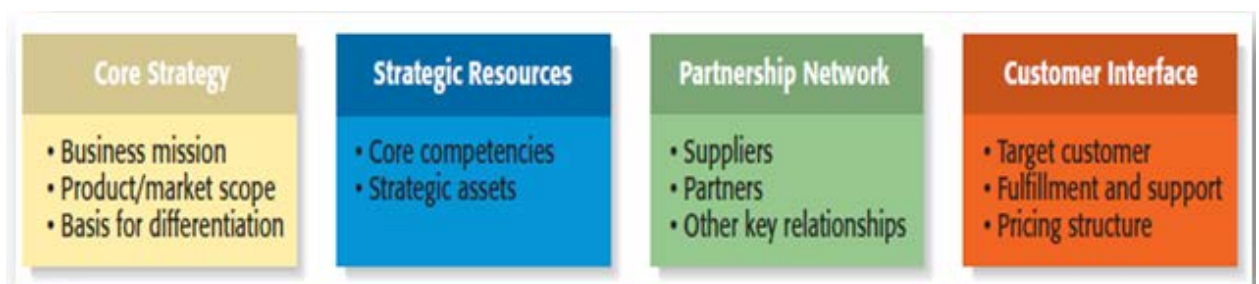 Core Strategy
• Business mission
• Product/market scope
• Basis for differentiation
Strategic Resources
• Core competencies
• Strategic assets
Partnership Network
• Suppliers
• Partners
• Other key relationships
Customer Interface
• Target customer
• Fulfillment and support
• Pricing structure